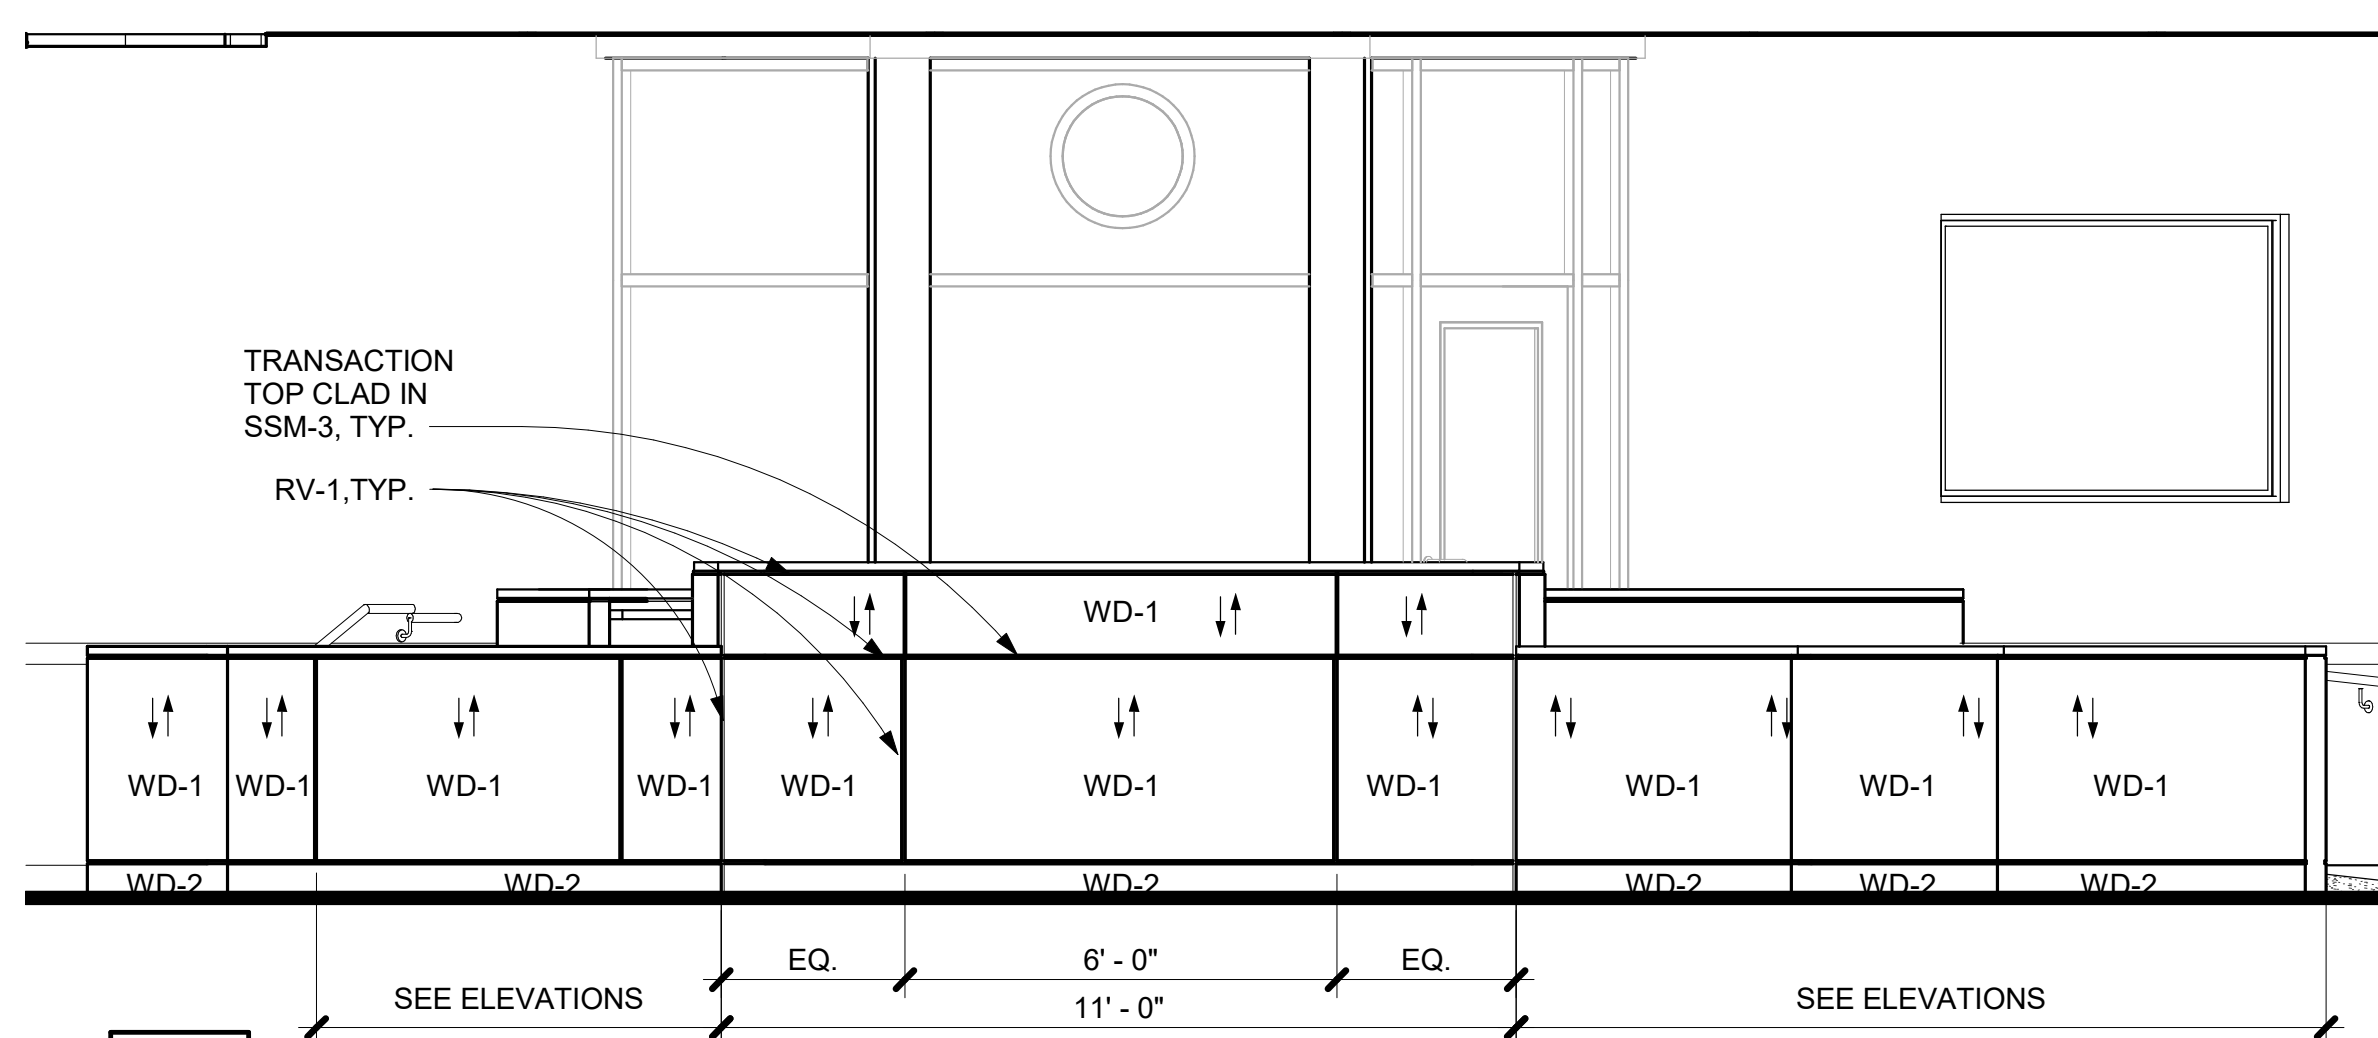 TRANSACTION
TOP CLAD IN
SSM-3, TYP.
RV-1,TYP.
WD-1
WD-1 WD-1 WD-1 WD-1 WD-1 WD-1 WD-1 WD-1 WD-1 WD-1
WD-2 WD-2 WD-2 WD-2 WD-2 WD-2
EQ. 6' - 0" EQ.
SEE ELEVATIONS 11' - 0" SEE ELEVATIONS